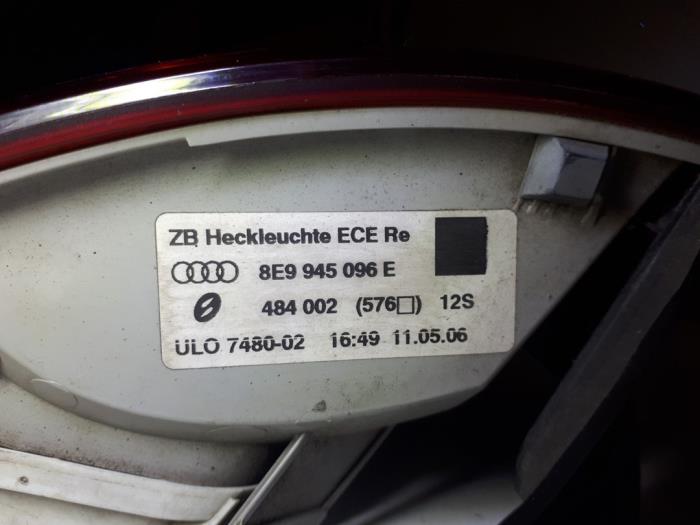 ZB Heckleuchte ECE Re
8E9 945 096 E
484 002 (576□) 12S
ULO 7480-02 16:49 11.05.06